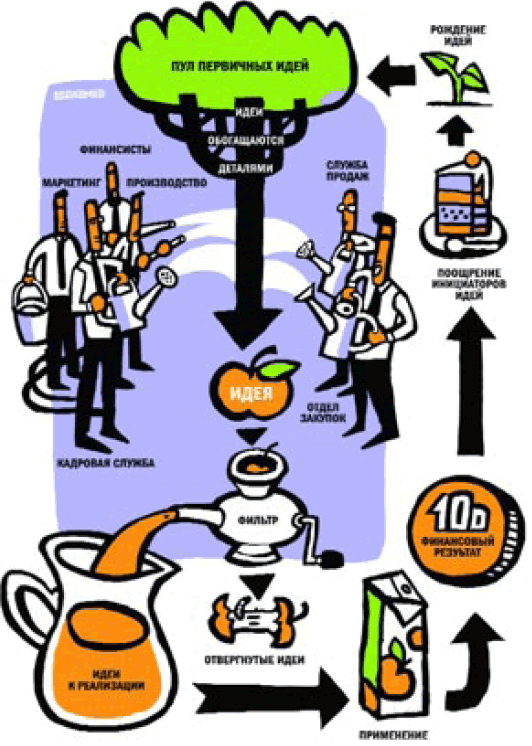 РОЖДЕНИЕ
ИДЕЙ
ПУЛ ПЕРВИЧНЫХ ИДЕЙ
ИДЕИ
ОБОГАЩАЮТСЯ
ДЕТАЛЯМИ
ФИНАНСИСТЫ
МАРКЕТИНГ
ПРОИЗВОДСТВО
СЛУЖБА
ПРОДАЖ
ПООЩРЕНИЕ
ИНИЦИАТОРОВ
ИДЕЙ
ИДЕЯ
ОТДЕЛ
ЗАКУПОК
КАДРОВАЯ СЛУЖБА
ФИЛЬТР
ФИНАНСОВЫЙ
РЕЗУЛЬТАТ
ОТВЕРГНУТЫЕ ИДЕИ
ИДЕИ
К РЕАЛИЗАЦИИ
ПРИМЕНЕНИЕ